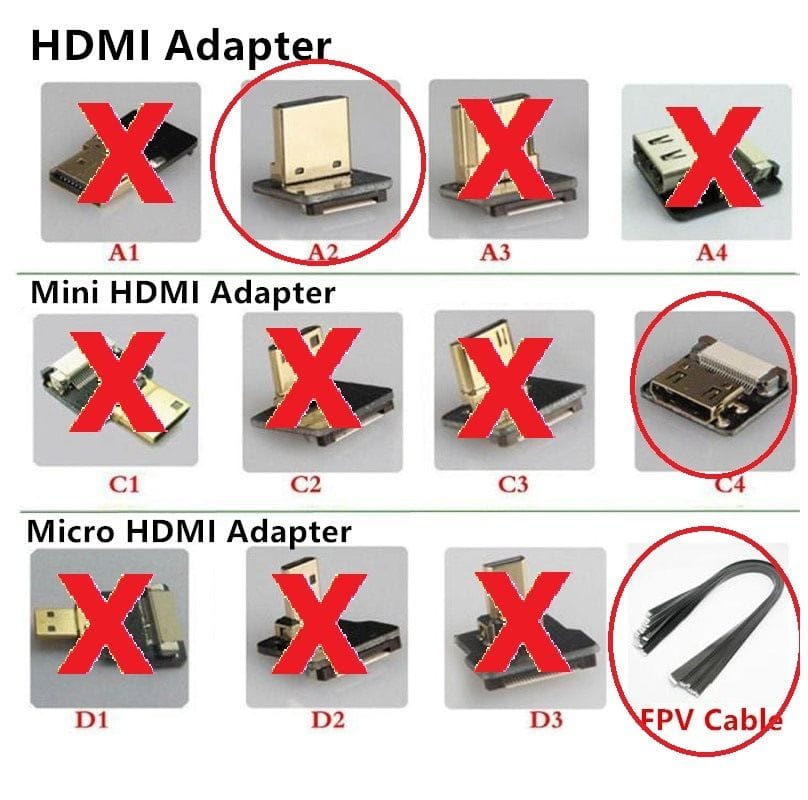 HDMI Adapter
A1 A2 A3 A4
Mini HDMI Adapter
C1 C2 C3 C4
Micro HDMI Adapter
D1 D2 D3 FPV Cable